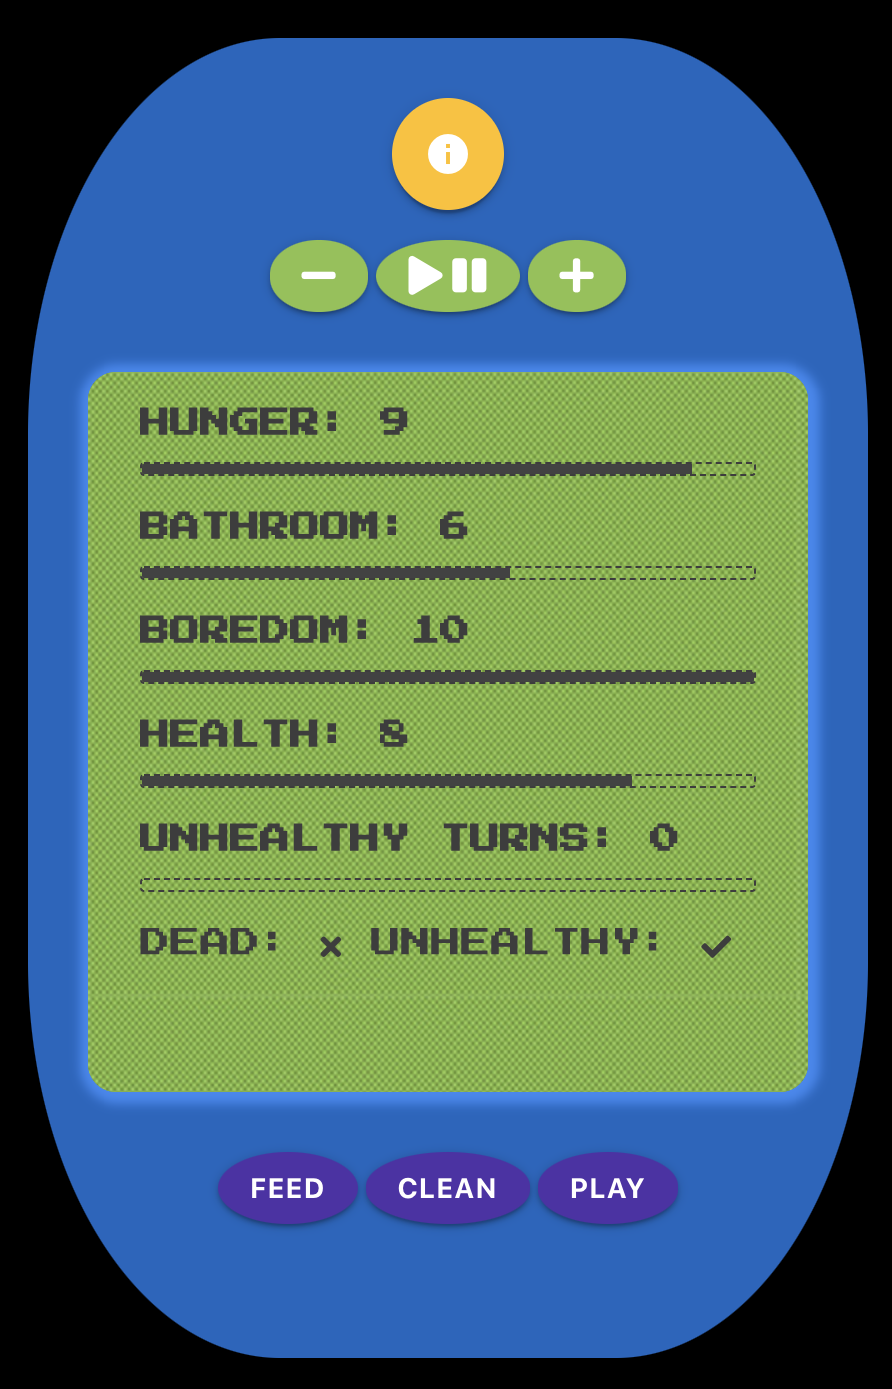 HUNGER: 9
BATHROOM: 6
BOREDOM: 10
HEALTH: 8
UNHEALTHY TURNS: 0
DEAD: × UNHEALTHY: ✓
FEED CLEAN PLAY